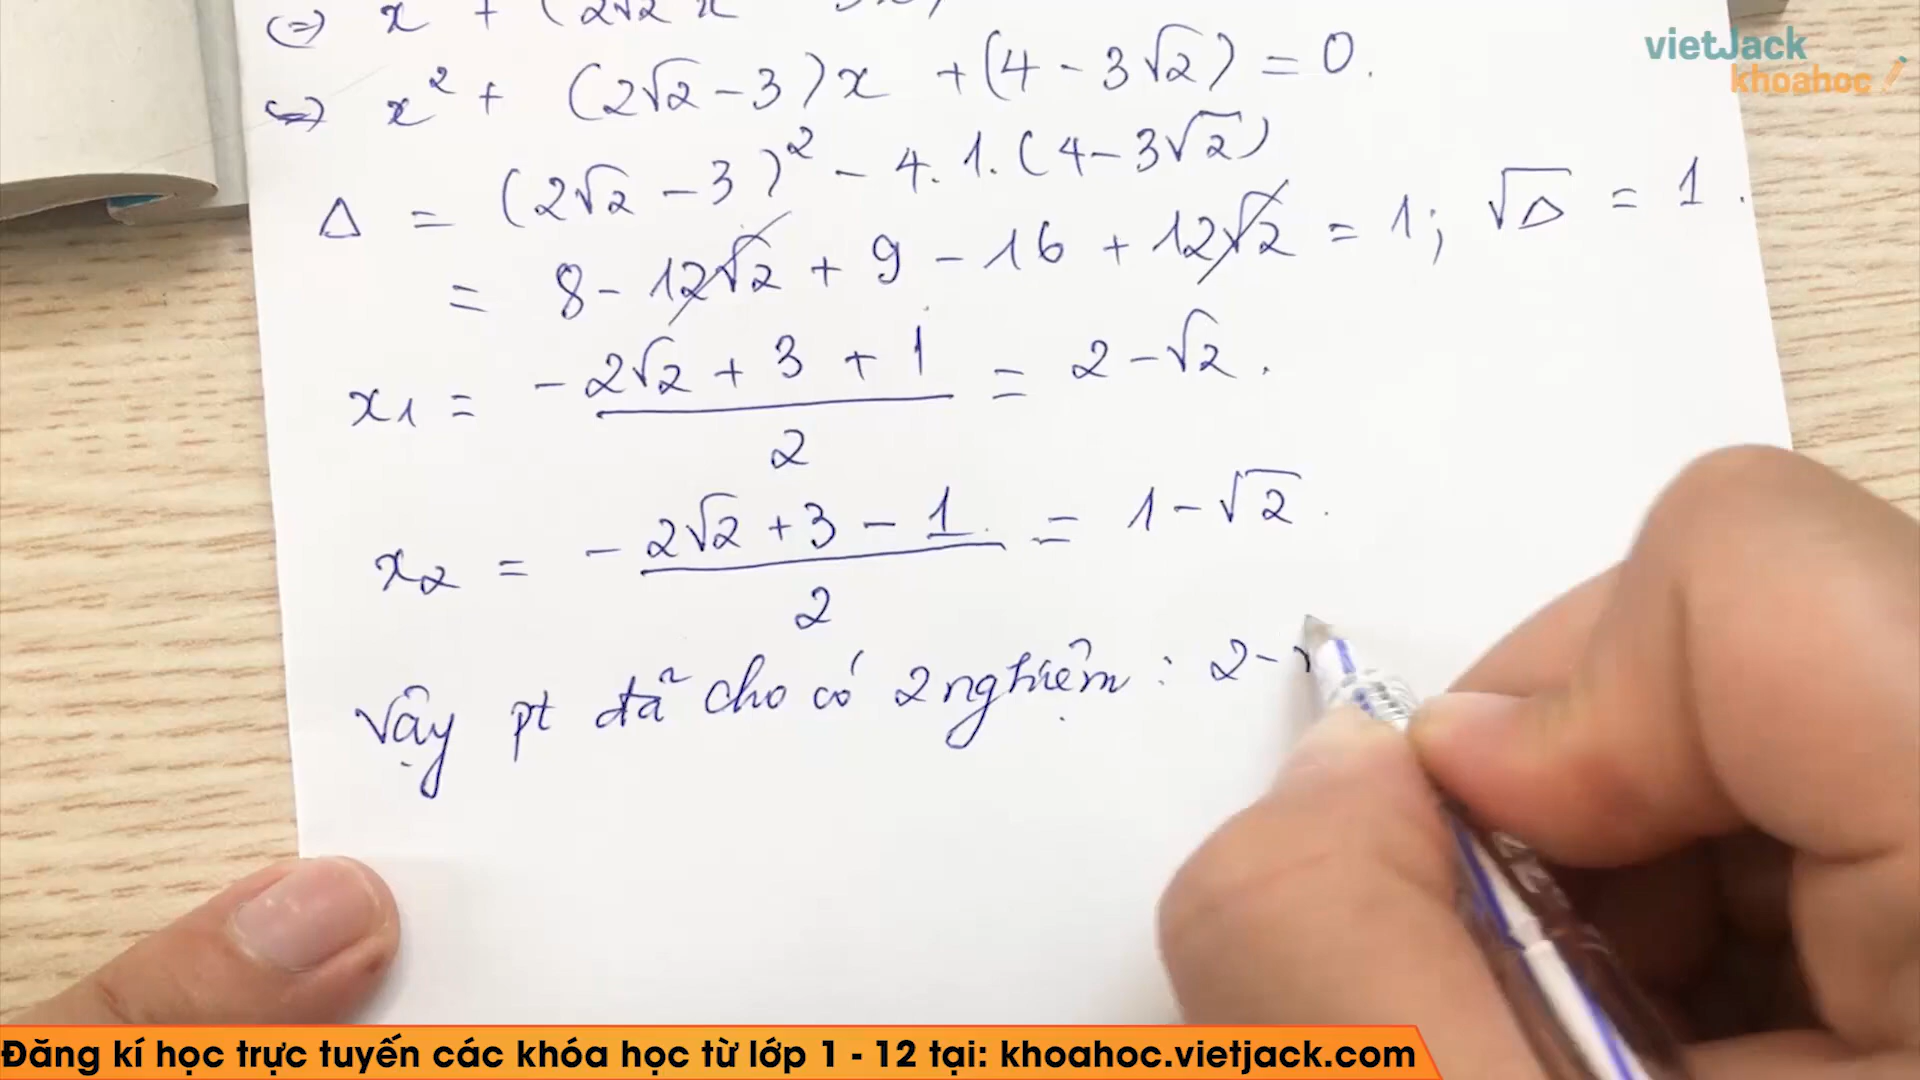 vietJack
khoahoc
⇔ x + (2√2 x
⇔ x² + (2√2 - 3)x + (4 - 3√2) = 0.
Δ = (2√2 - 3)² - 4.1.(4 - 3√2)
= 8 - 12√2 + 9 - 16 + 12√2 = 1; √Δ = 1.
x₁ = (-2√2 + 3 + 1)/2 = 2 - √2.
x₂ = (-2√2 + 3 - 1)/2 = 1 - √2.
Vậy pt đã cho có 2 nghiệm: 2 -
Đăng kí học trực tuyến các khóa học từ lớp 1 - 12 tại: khoahoc.vietjack.com